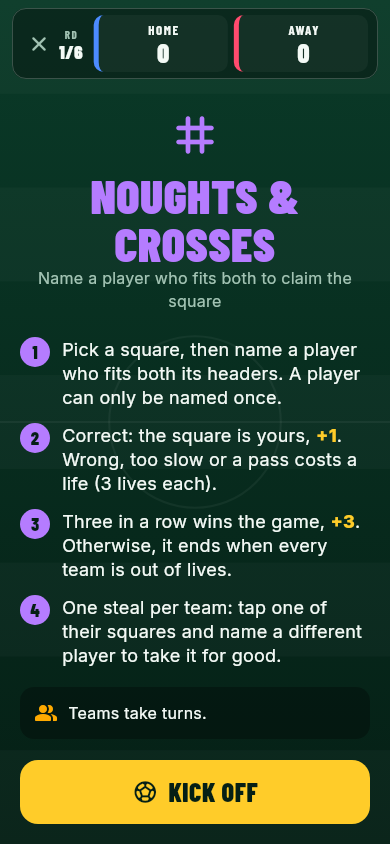 RD
1/6
HOME
0
AWAY
0
NOUGHTS &
CROSSES
Name a player who fits both to claim the
square
1
Pick a square, then name a player
who fits both its headers. A player
can only be named once.
2
Correct: the square is yours, +1.
Wrong, too slow or a pass costs a
life (3 lives each).
3
Three in a row wins the game, +3.
Otherwise, it ends when every
team is out of lives.
4
One steal per team: tap one of
their squares and name a different
player to take it for good.
Teams take turns.
KICK OFF